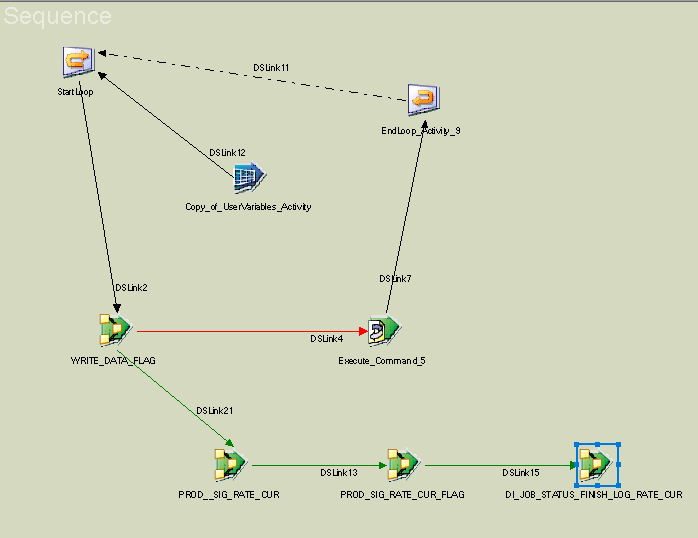 Sequence
DSLink11
StartLoop
EndLoop_Activity_9
DSLink12
Copy_of_UserVariables_Activity
DSLink7
DSLink2
DSLink4
WRITE_DATA_FLAG
Execute_Command_5
DSLink21
DSLink13
DSLink15
PROD__SIG_RATE_CUR
PROD_SIG_RATE_CUR_FLAG
DI_JOB_STATUS_FINISH_LOG_RATE_CUR